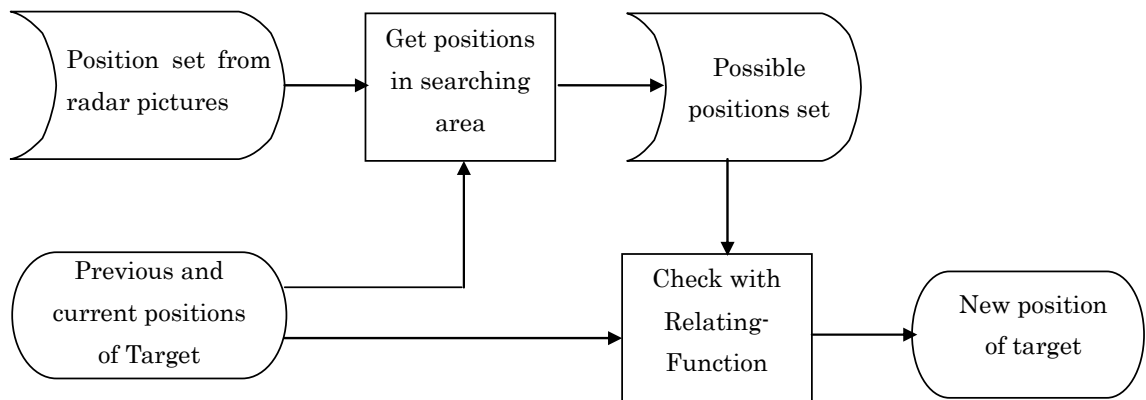 Position set from
radar pictures
Get positions
in searching
area
Possible
positions set
Previous and
current positions
of Target
Check with
Relating-
Function
New position
of target